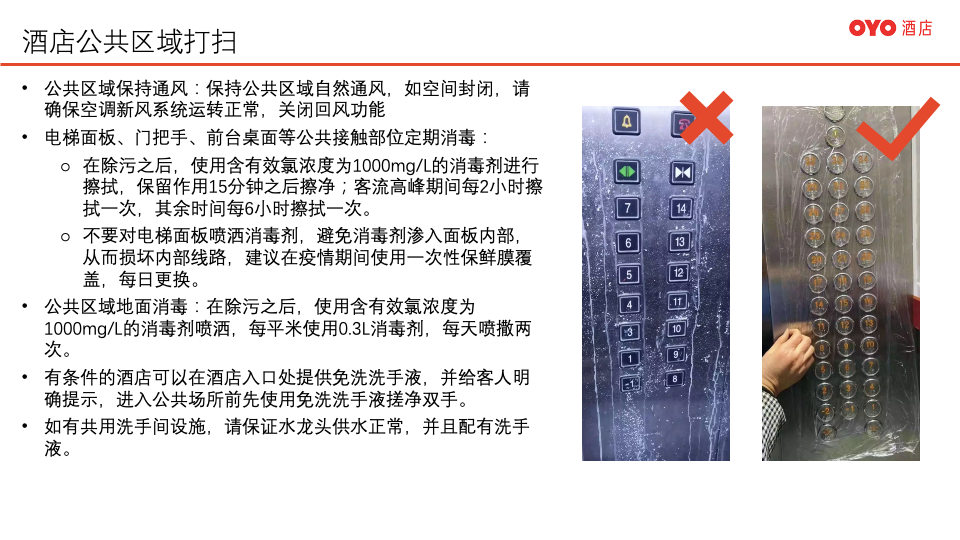 酒店公共区域打扫
OYO 酒店
• 公共区域保持通风：保持公共区域自然通风，如空间封闭，请
确保空调新风系统运转正常，关闭回风功能
• 电梯面板、门把手、前台桌面等公共接触部位定期消毒：
o 在除污之后，使用含有效氯浓度为1000mg/L的消毒剂进行
擦拭，保留作用15分钟之后擦净；客流高峰期间每2小时擦
拭一次，其余时间每6小时擦拭一次。
o 不要对电梯面板喷洒消毒剂，避免消毒剂渗入面板内部，
从而损坏内部线路，建议在疫情期间使用一次性保鲜膜覆
盖，每日更换。
• 公共区域地面消毒：在除污之后，使用含有效氯浓度为
1000mg/L的消毒剂喷洒，每平米使用0.3L消毒剂，每天喷撒两
次。
• 有条件的酒店可以在酒店入口处提供免洗洗手液，并给客人明
确提示，进入公共场所前先使用免洗洗手液搓净双手。
• 如有共用洗手间设施，请保证水龙头供水正常，并且配有洗手
液。
7 14
6 13
5 12
4 11
3 10
1 9
-1 8